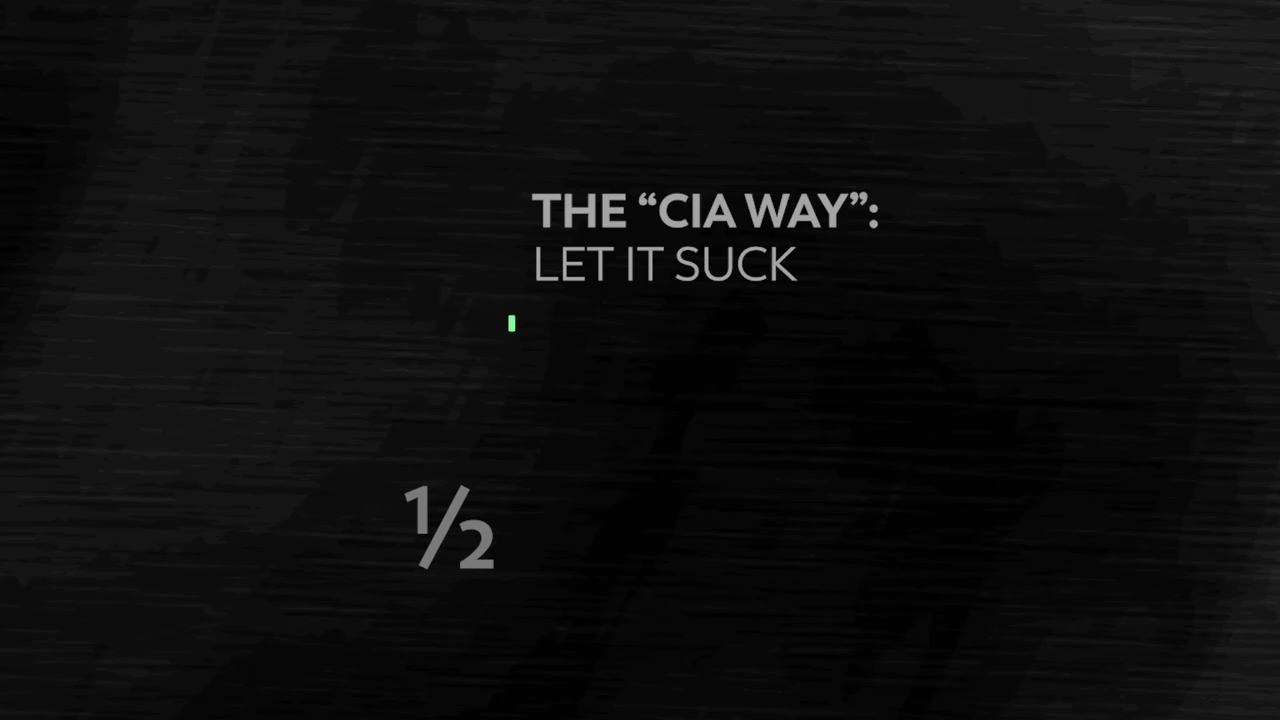 THE “CIA WAY”:
LET IT SUCK
½